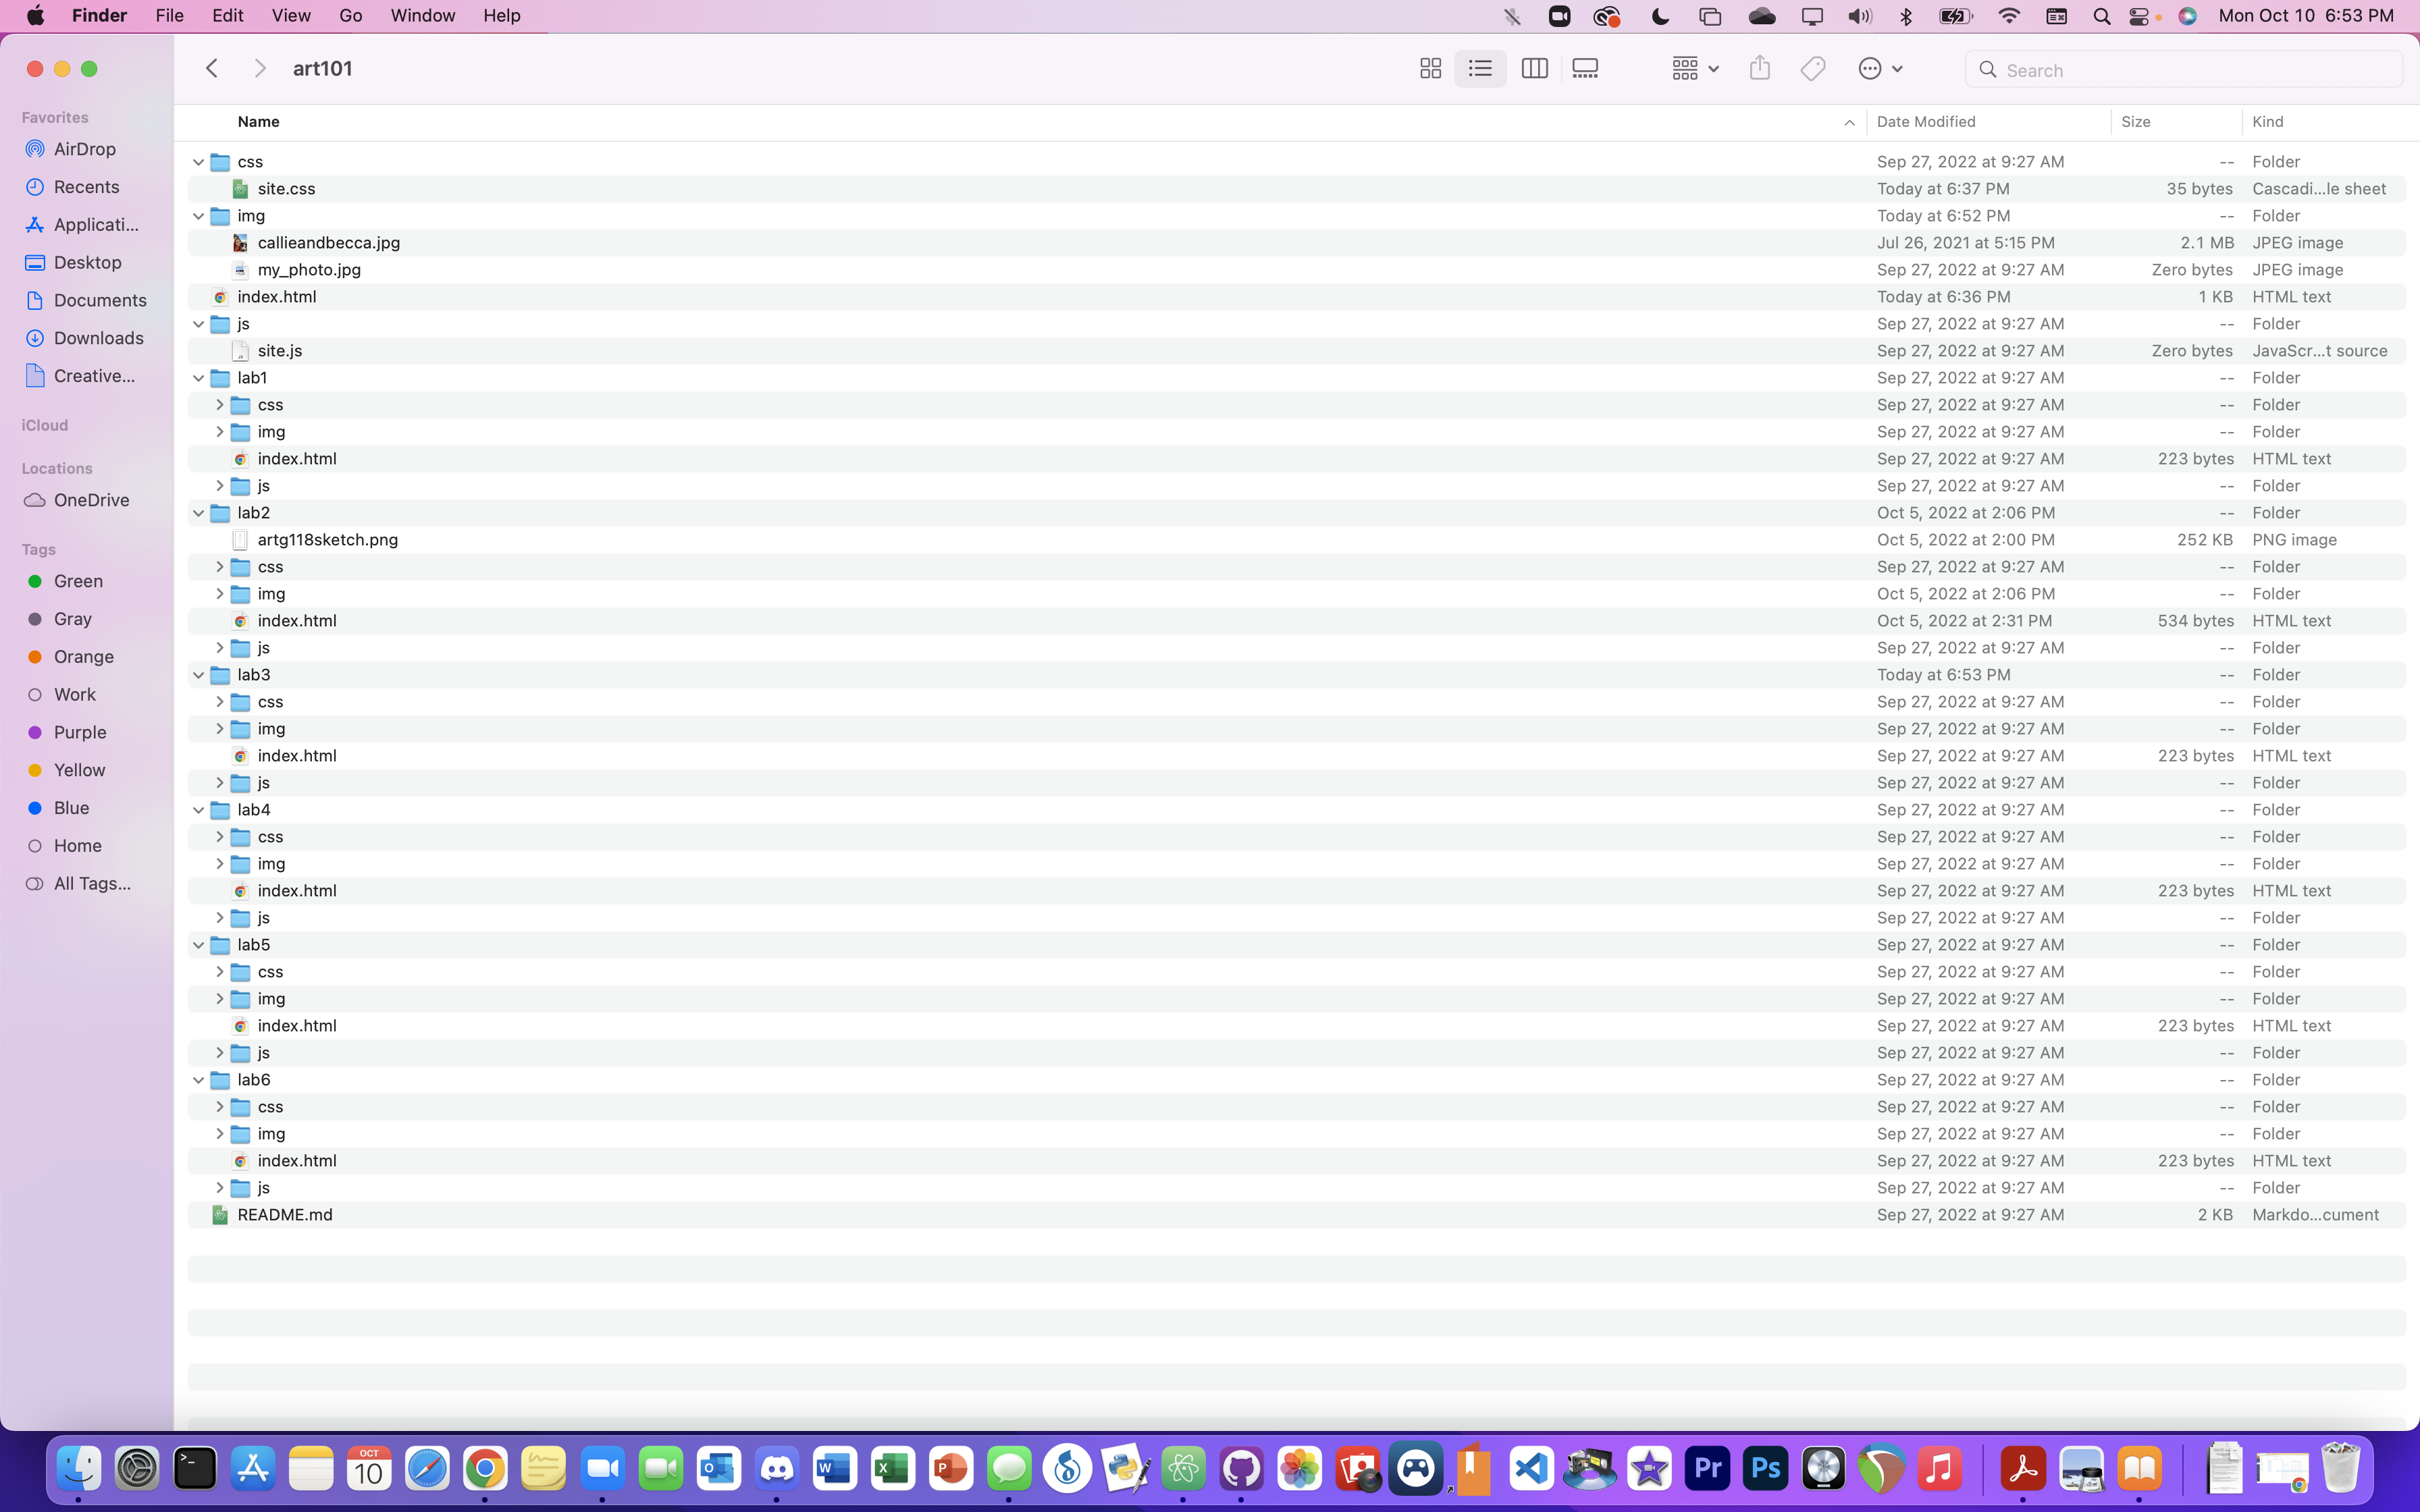 Finder File Edit View Go Window Help Mon Oct 10 6:53 PM
art101 Search
Favorites
AirDrop
Recents
Applicati...
Desktop
Documents
Downloads
Creative...
iCloud
Locations
OneDrive
Tags
Green
Gray
Orange
Work
Purple
Yellow
Blue
Home
All Tags...
Name Date Modified Size Kind
css Sep 27, 2022 at 9:27 AM -- Folder
site.css Today at 6:37 PM 35 bytes Cascadi...le sheet
img Today at 6:52 PM -- Folder
callieandbecca.jpg Jul 26, 2021 at 5:15 PM 2.1 MB JPEG image
my_photo.jpg Sep 27, 2022 at 9:27 AM Zero bytes JPEG image
index.html Today at 6:36 PM 1 KB HTML text
js Sep 27, 2022 at 9:27 AM -- Folder
site.js Sep 27, 2022 at 9:27 AM Zero bytes JavaScr...t source
lab1 Sep 27, 2022 at 9:27 AM -- Folder
css Sep 27, 2022 at 9:27 AM -- Folder
img Sep 27, 2022 at 9:27 AM -- Folder
index.html Sep 27, 2022 at 9:27 AM 223 bytes HTML text
js Sep 27, 2022 at 9:27 AM -- Folder
lab2 Oct 5, 2022 at 2:06 PM -- Folder
artg118sketch.png Oct 5, 2022 at 2:00 PM 252 KB PNG image
css Sep 27, 2022 at 9:27 AM -- Folder
img Oct 5, 2022 at 2:06 PM -- Folder
index.html Oct 5, 2022 at 2:31 PM 534 bytes HTML text
js Sep 27, 2022 at 9:27 AM -- Folder
lab3 Today at 6:53 PM -- Folder
css Sep 27, 2022 at 9:27 AM -- Folder
img Sep 27, 2022 at 9:27 AM -- Folder
index.html Sep 27, 2022 at 9:27 AM 223 bytes HTML text
js Sep 27, 2022 at 9:27 AM -- Folder
lab4 Sep 27, 2022 at 9:27 AM -- Folder
css Sep 27, 2022 at 9:27 AM -- Folder
img Sep 27, 2022 at 9:27 AM -- Folder
index.html Sep 27, 2022 at 9:27 AM 223 bytes HTML text
js Sep 27, 2022 at 9:27 AM -- Folder
lab5 Sep 27, 2022 at 9:27 AM -- Folder
css Sep 27, 2022 at 9:27 AM -- Folder
img Sep 27, 2022 at 9:27 AM -- Folder
index.html Sep 27, 2022 at 9:27 AM 223 bytes HTML text
js Sep 27, 2022 at 9:27 AM -- Folder
lab6 Sep 27, 2022 at 9:27 AM -- Folder
css Sep 27, 2022 at 9:27 AM -- Folder
img Sep 27, 2022 at 9:27 AM -- Folder
index.html Sep 27, 2022 at 9:27 AM 223 bytes HTML text
js Sep 27, 2022 at 9:27 AM -- Folder
README.md Sep 27, 2022 at 9:27 AM 2 KB Markdo...cument
OCT
10
Pr
Ps